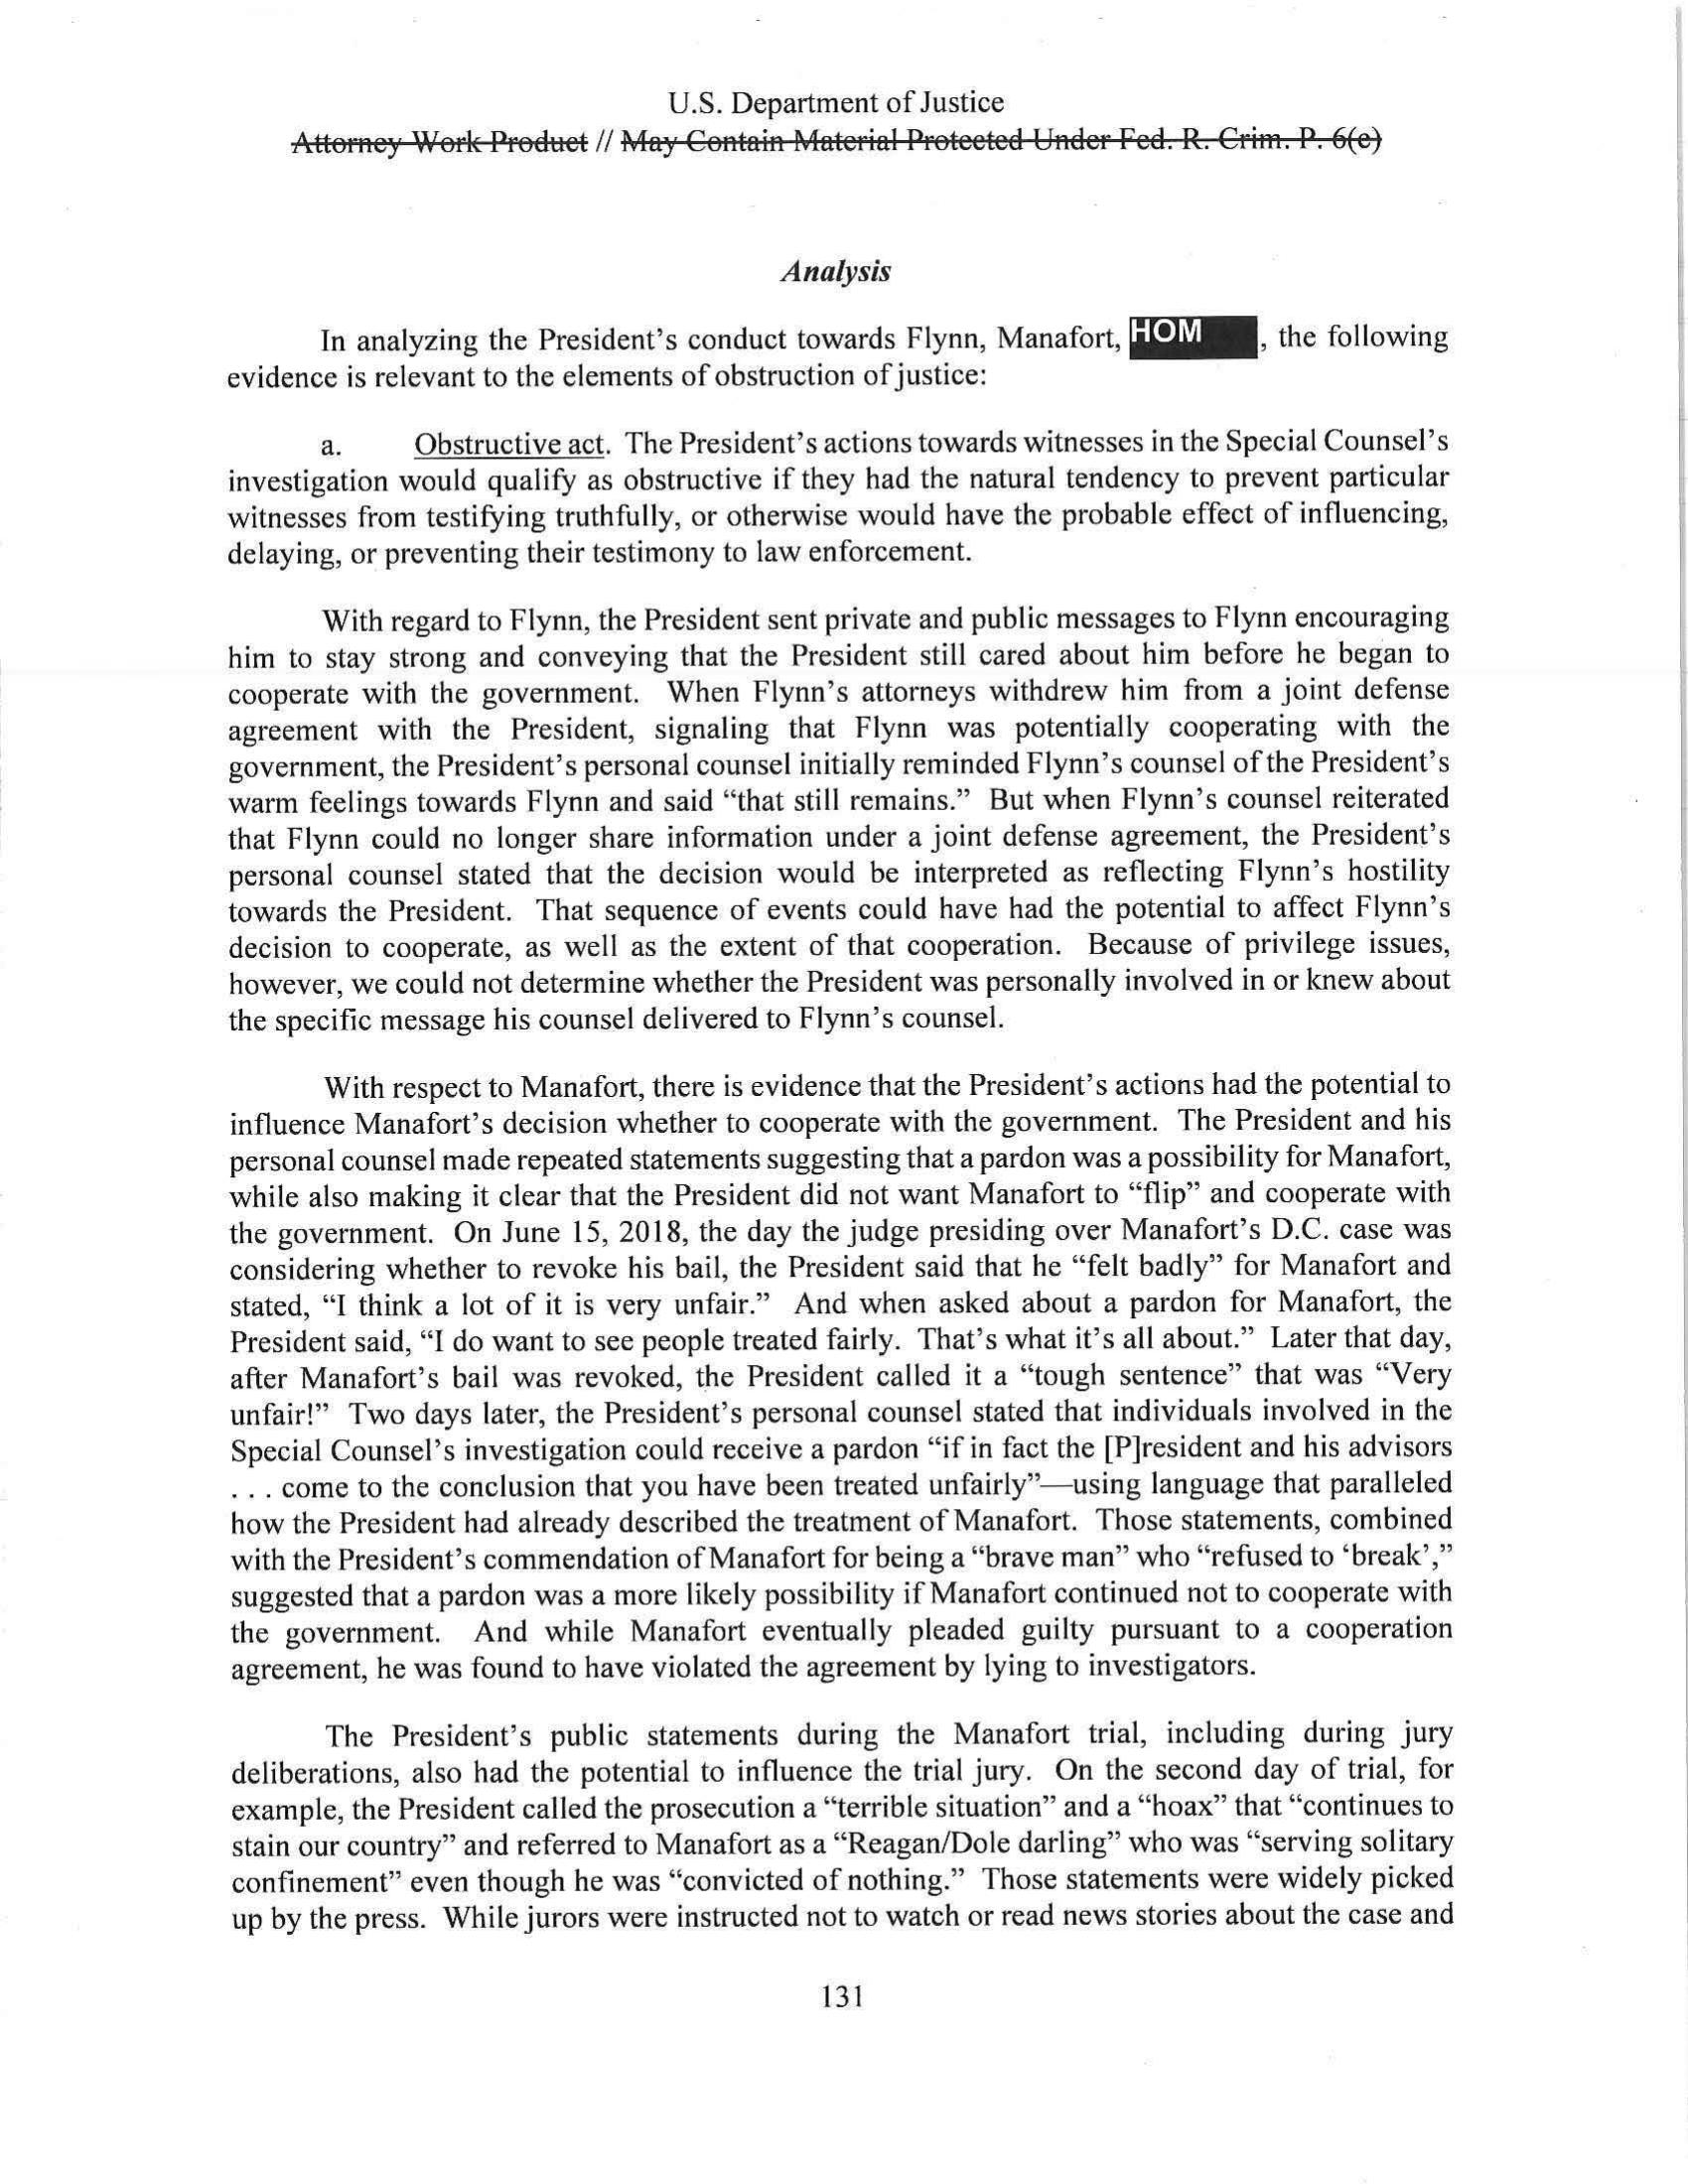 U.S. Department of Justice
Attorney Work Product // May Contain Material Protected Under Fed. R. Crim. P. 6(e)
Analysis
In analyzing the President’s conduct towards Flynn, Manafort, HOM , the following
evidence is relevant to the elements of obstruction of justice:
a. Obstructive act. The President’s actions towards witnesses in the Special Counsel’s
investigation would qualify as obstructive if they had the natural tendency to prevent particular
witnesses from testifying truthfully, or otherwise would have the probable effect of influencing,
delaying, or preventing their testimony to law enforcement.
With regard to Flynn, the President sent private and public messages to Flynn encouraging
him to stay strong and conveying that the President still cared about him before he began to
cooperate with the government. When Flynn’s attorneys withdrew him from a joint defense
agreement with the President, signaling that Flynn was potentially cooperating with the
government, the President’s personal counsel initially reminded Flynn’s counsel of the President’s
warm feelings towards Flynn and said “that still remains.” But when Flynn’s counsel reiterated
that Flynn could no longer share information under a joint defense agreement, the President’s
personal counsel stated that the decision would be interpreted as reflecting Flynn’s hostility
towards the President. That sequence of events could have had the potential to affect Flynn’s
decision to cooperate, as well as the extent of that cooperation. Because of privilege issues,
however, we could not determine whether the President was personally involved in or knew about
the specific message his counsel delivered to Flynn’s counsel.
With respect to Manafort, there is evidence that the President’s actions had the potential to
influence Manafort’s decision whether to cooperate with the government. The President and his
personal counsel made repeated statements suggesting that a pardon was a possibility for Manafort,
while also making it clear that the President did not want Manafort to “flip” and cooperate with
the government. On June 15, 2018, the day the judge presiding over Manafort’s D.C. case was
considering whether to revoke his bail, the President said that he “felt badly” for Manafort and
stated, “I think a lot of it is very unfair.” And when asked about a pardon for Manafort, the
President said, “I do want to see people treated fairly. That’s what it’s all about.” Later that day,
after Manafort’s bail was revoked, the President called it a “tough sentence” that was “Very
unfair!” Two days later, the President’s personal counsel stated that individuals involved in the
Special Counsel’s investigation could receive a pardon “if in fact the [P]resident and his advisors
. . . come to the conclusion that you have been treated unfairly”—using language that paralleled
how the President had already described the treatment of Manafort. Those statements, combined
with the President’s commendation of Manafort for being a “brave man” who “refused to ‘break’,”
suggested that a pardon was a more likely possibility if Manafort continued not to cooperate with
the government. And while Manafort eventually pleaded guilty pursuant to a cooperation
agreement, he was found to have violated the agreement by lying to investigators.
The President’s public statements during the Manafort trial, including during jury
deliberations, also had the potential to influence the trial jury. On the second day of trial, for
example, the President called the prosecution a “terrible situation” and a “hoax” that “continues to
stain our country” and referred to Manafort as a “Reagan/Dole darling” who was “serving solitary
confinement” even though he was “convicted of nothing.” Those statements were widely picked
up by the press. While jurors were instructed not to watch or read news stories about the case and
131